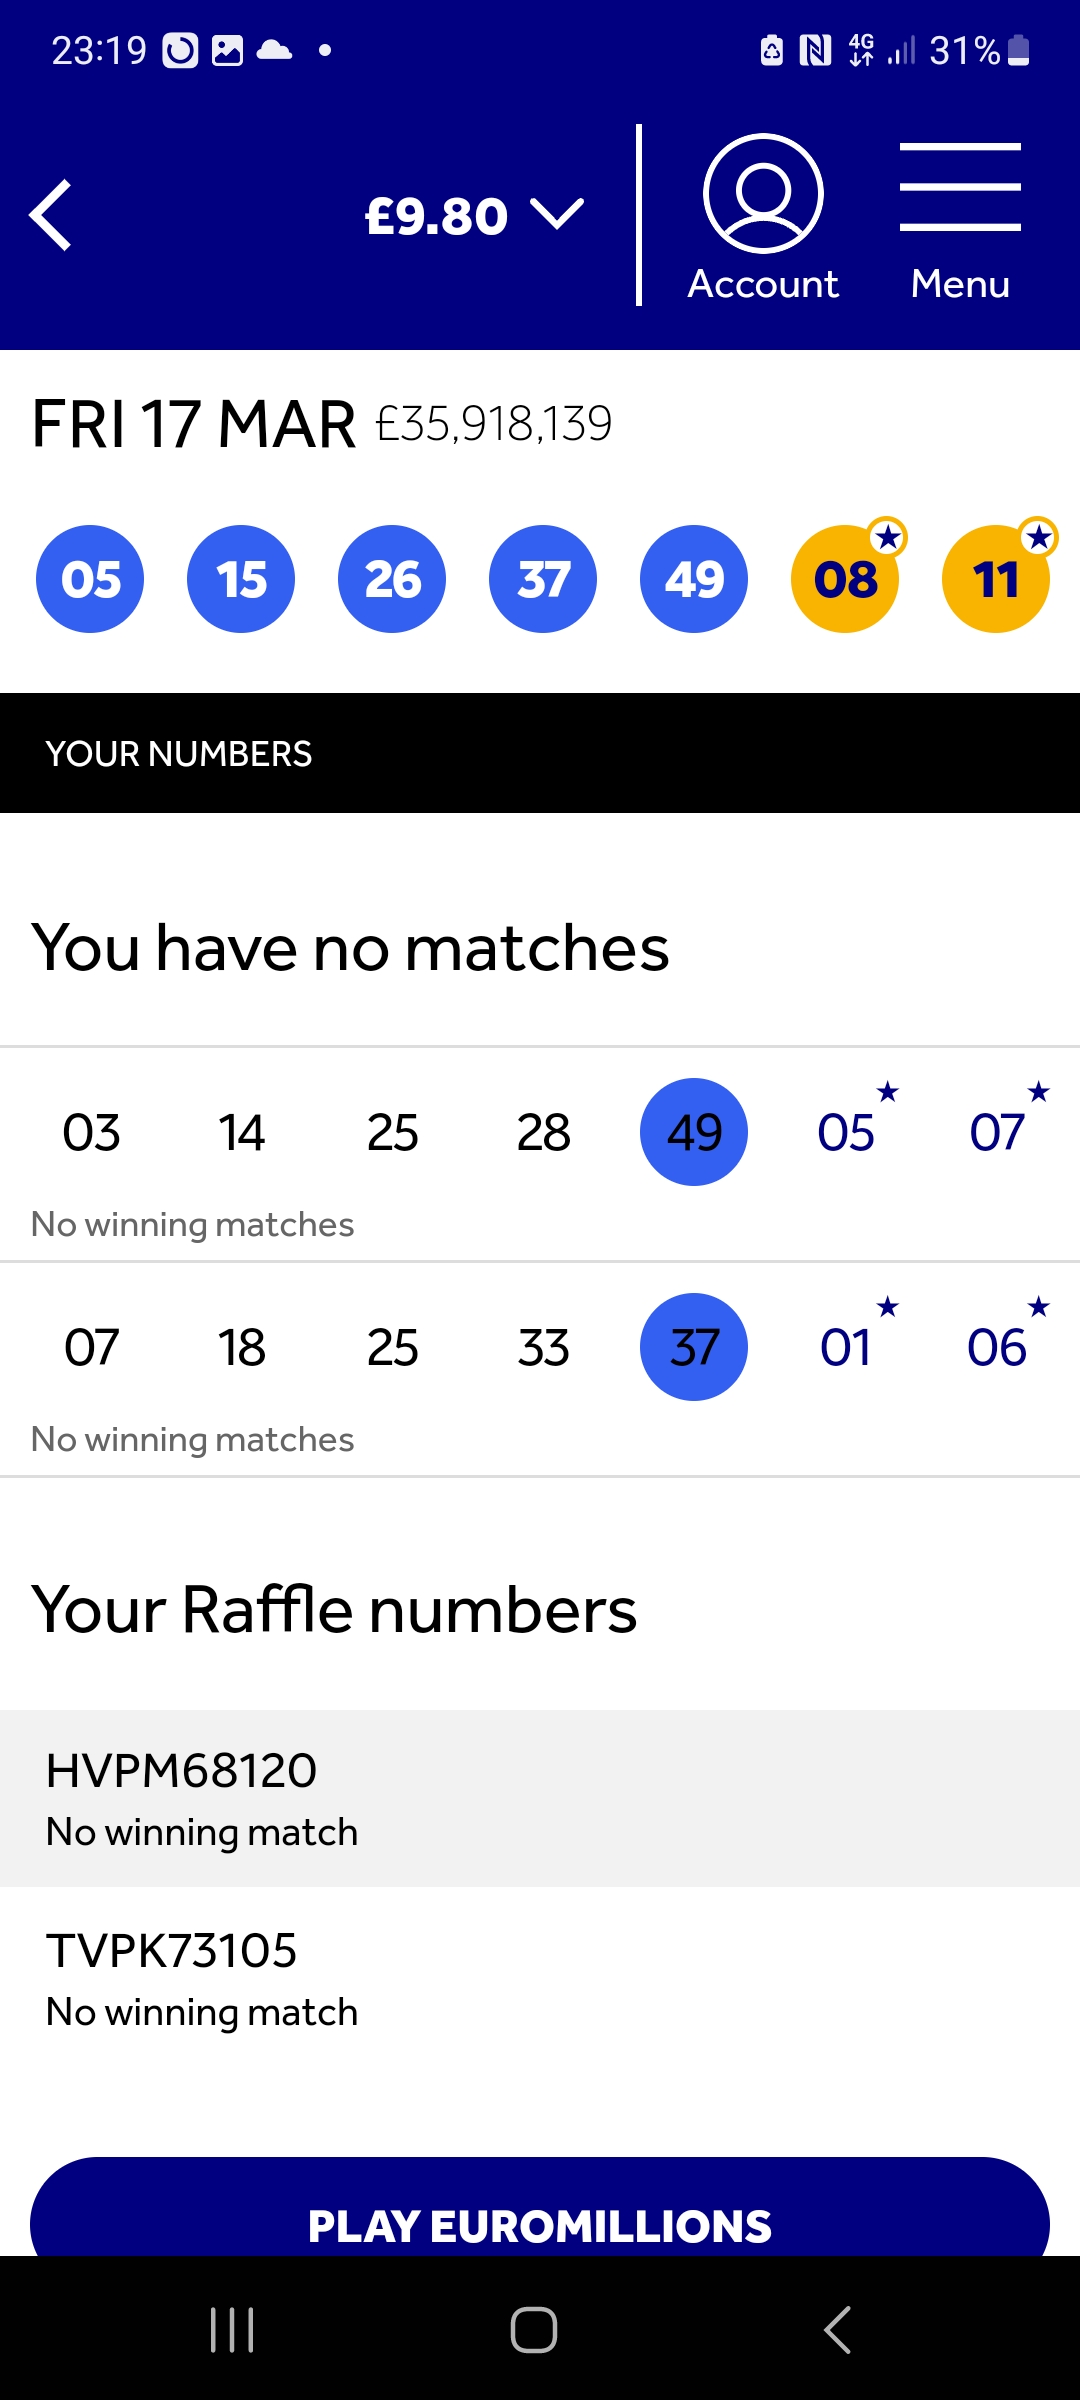 23:19 4G 31%
£9.80
Account Menu
FRI 17 MAR £35,918,139
05 15 26 37 49 08 11
YOUR NUMBERS
You have no matches
03 14 25 28 49 05 07
No winning matches
07 18 25 33 37 01 06
No winning matches
Your Raffle numbers
HVPM68120
No winning match
TVPK73105
No winning match
PLAY EUROMILLIONS